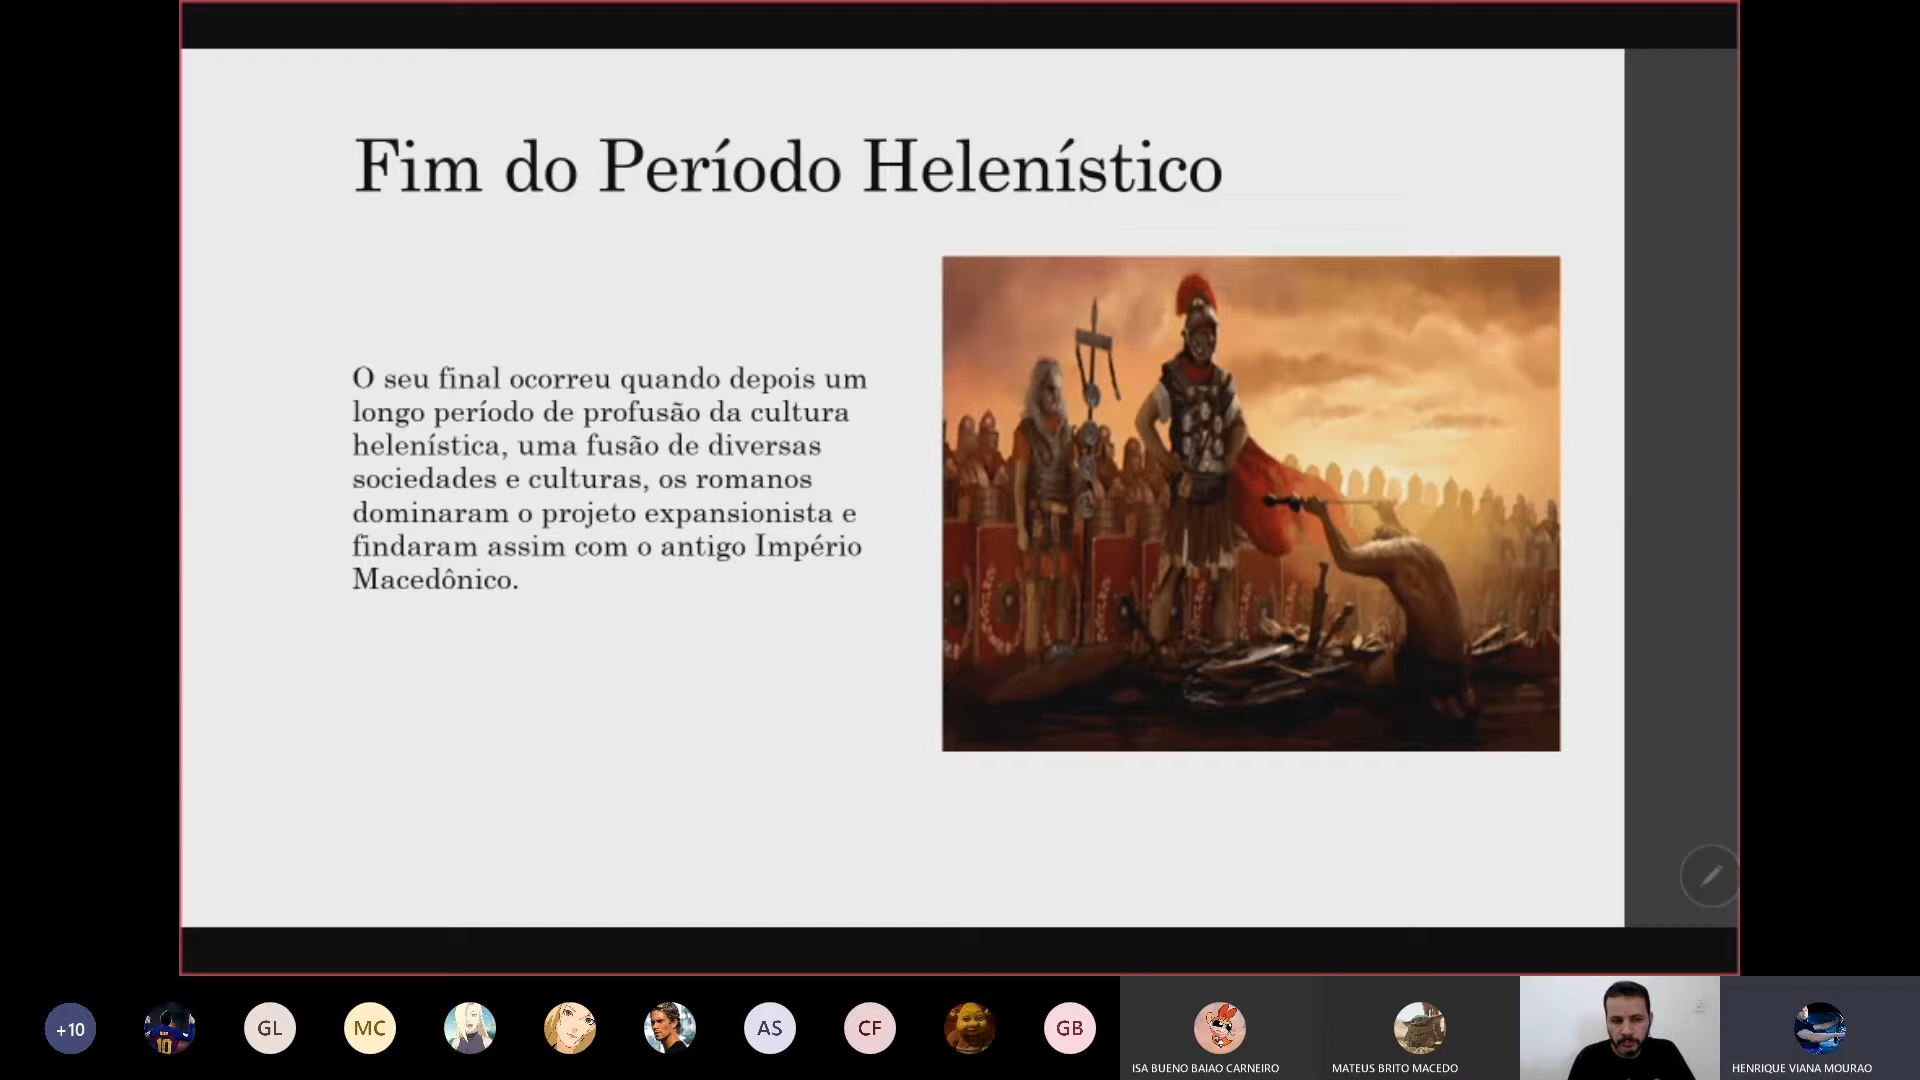 Fim do Período Helenístico
O seu final ocorreu quando depois um
longo período de profusão da cultura
helenística, uma fusão de diversas
sociedades e culturas, os romanos
dominaram o projeto expansionista e
findaram assim com o antigo Império
Macedônico.
+10
10
GL
MC
AS
CF
GB
ISA BUENO BAIAO CARNEIRO
MATEUS BRITO MACEDO
HENRIQUE VIANA MOURAO